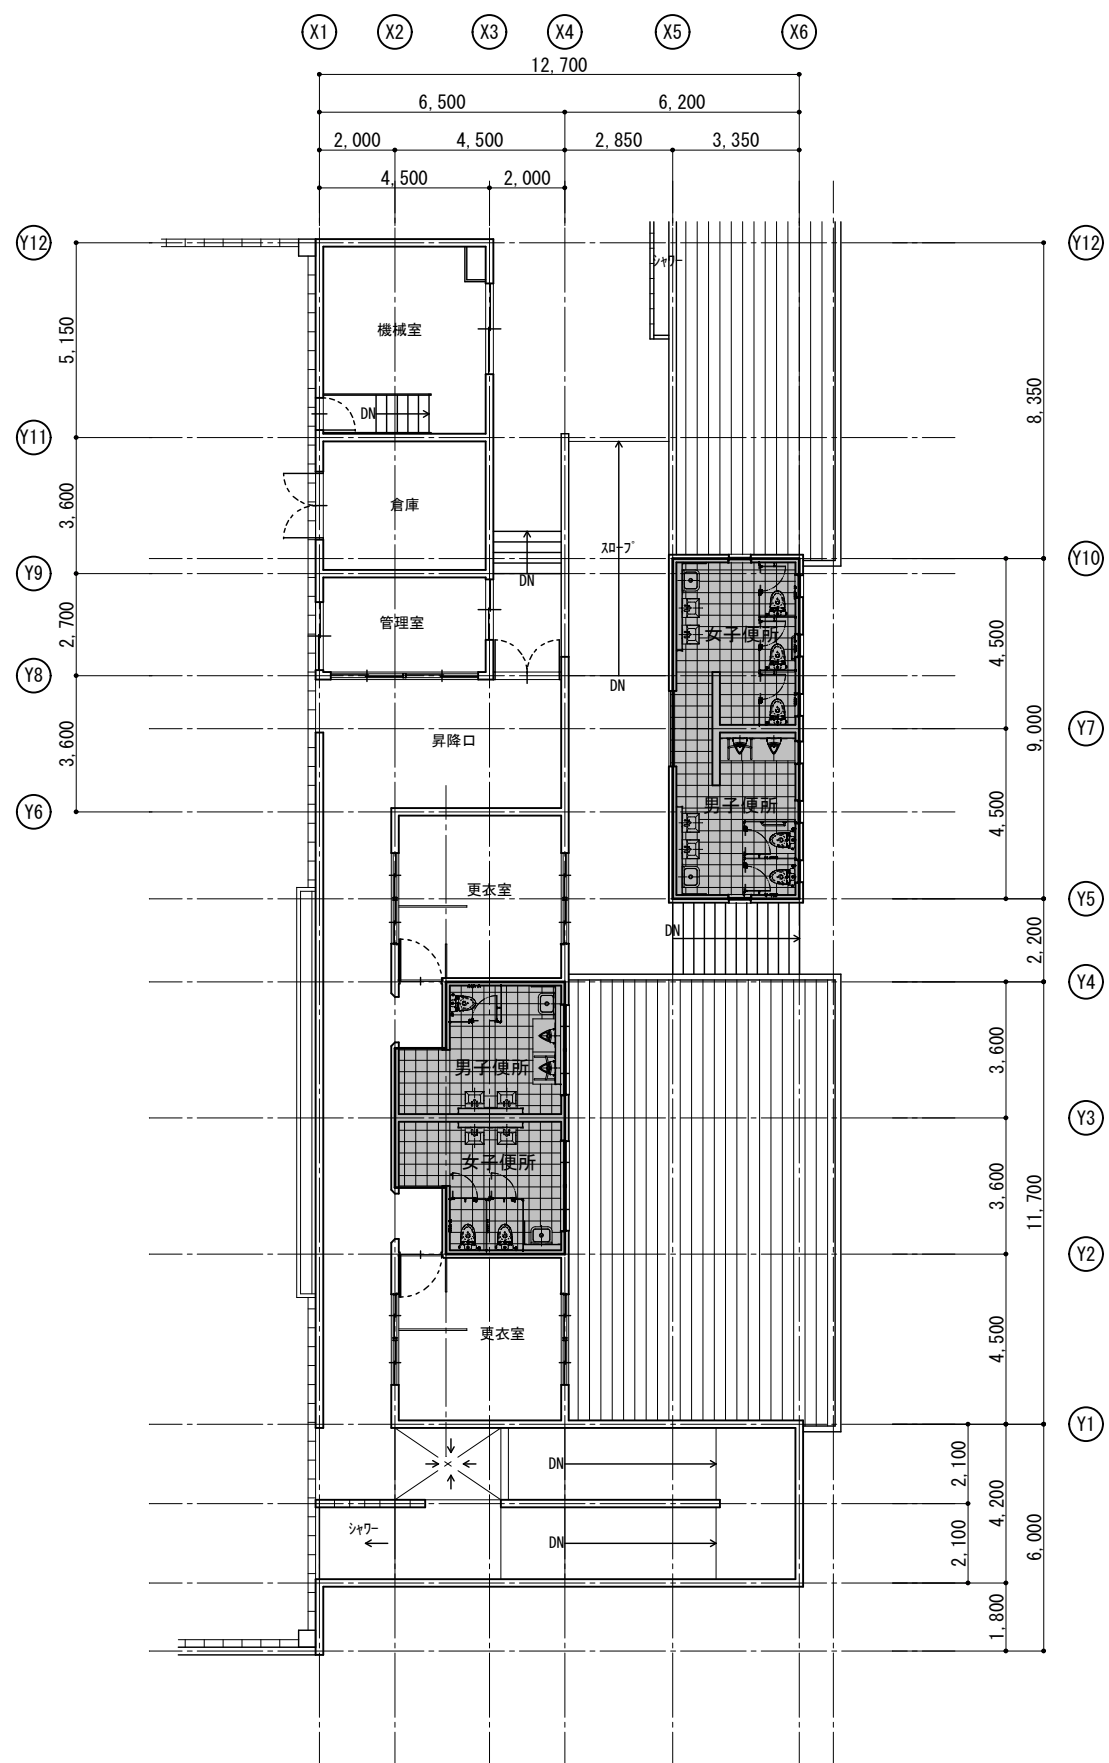 X1 X2 X3 X4 X5 X6
12,700
6,500 6,200
2,000 4,500 2,850 3,350
4,500 2,000
Y12 Y12
シャワー
5,150
機械室
8,350
DN
Y11
3,600
倉庫
スロープ
Y10
Y9
DN
2,700
管理室
女子便所
4,500
Y8
DN
Y7
3,600
昇降口
9,000
男子便所
4,500
Y6
更衣室
Y5
DN
2,200
Y4
男子便所
3,600
Y3
女子便所
3,600
11,700
Y2
更衣室
4,500
Y1
DN
2,100
4,200
シャワー
DN
2,100
6,000
1,800